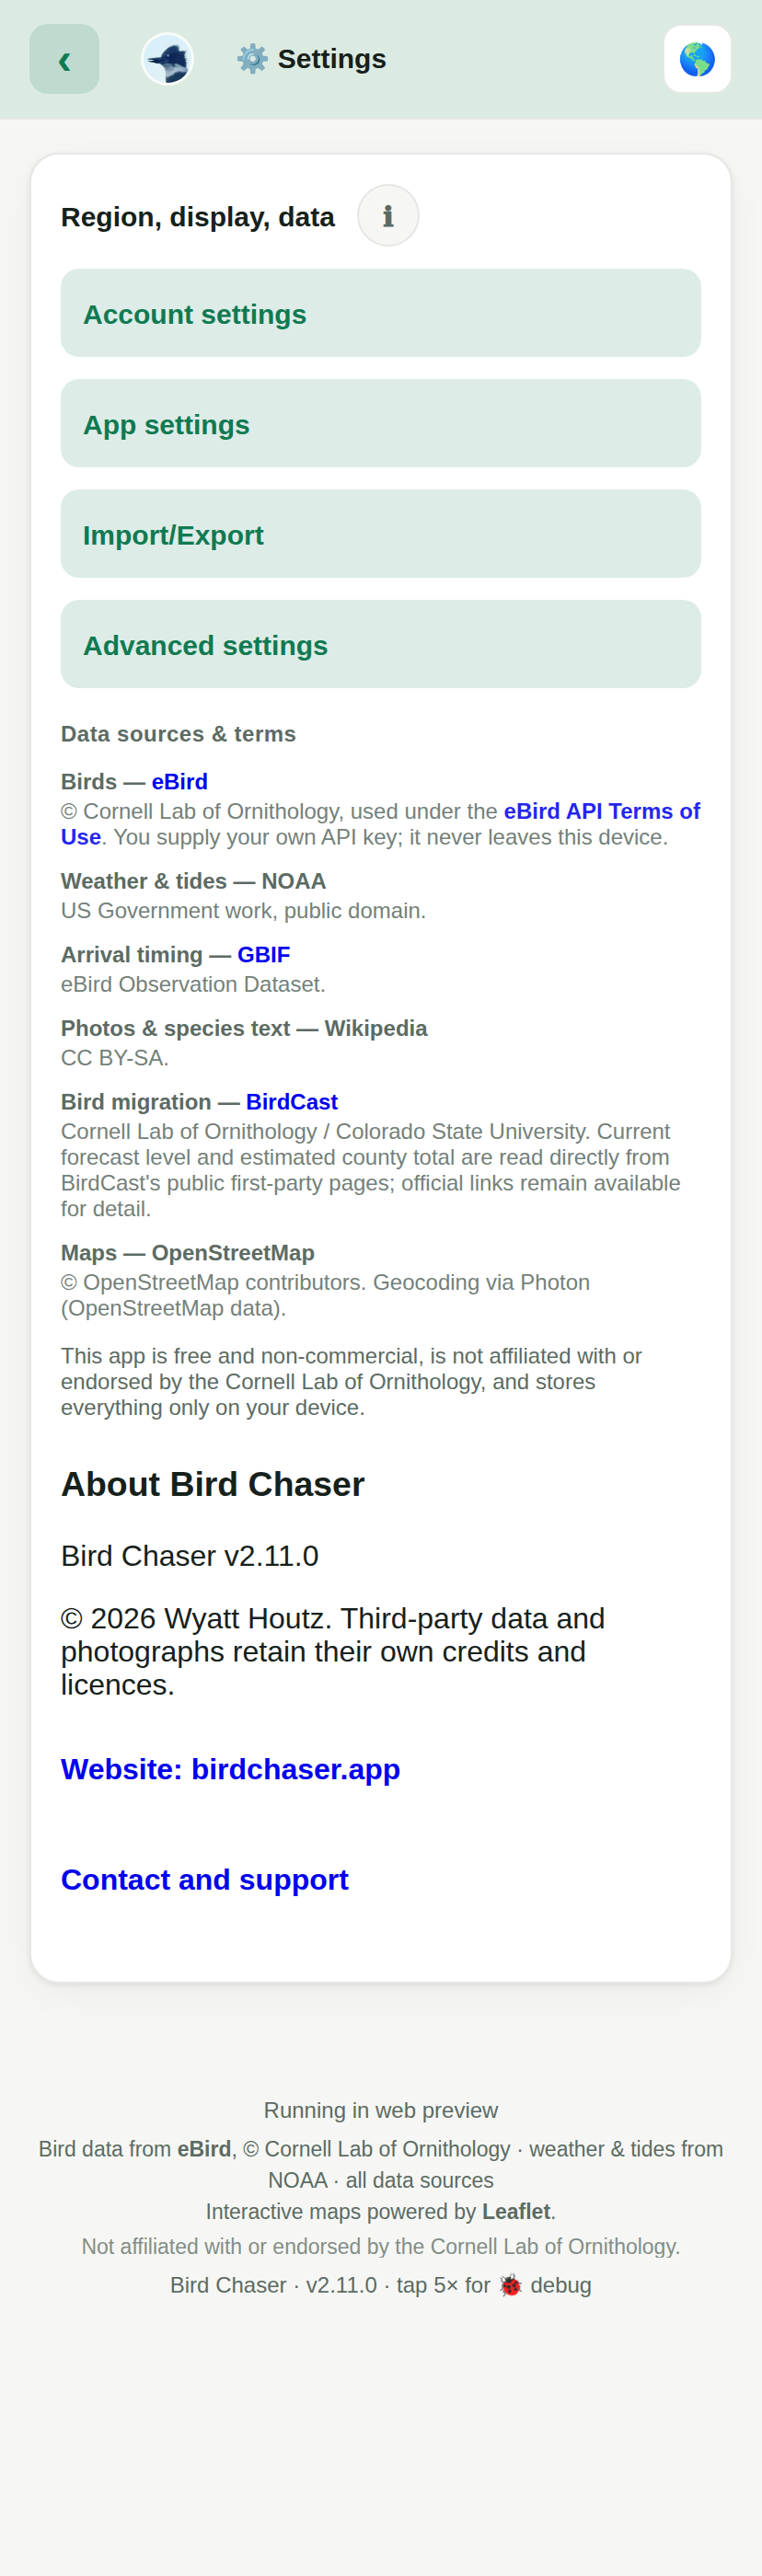 ‹ ⚙️ Settings 🌎
Region, display, data ℹ
Account settings
App settings
Import/Export
Advanced settings
Data sources & terms
Birds — eBird
© Cornell Lab of Ornithology, used under the eBird API Terms of
Use. You supply your own API key; it never leaves this device.
Weather & tides — NOAA
US Government work, public domain.
Arrival timing — GBIF
eBird Observation Dataset.
Photos & species text — Wikipedia
CC BY-SA.
Bird migration — BirdCast
Cornell Lab of Ornithology / Colorado State University. Current
forecast level and estimated county total are read directly from
BirdCast's public first-party pages; official links remain available
for detail.
Maps — OpenStreetMap
© OpenStreetMap contributors. Geocoding via Photon
(OpenStreetMap data).
This app is free and non-commercial, is not affiliated with or
endorsed by the Cornell Lab of Ornithology, and stores
everything only on your device.
About Bird Chaser
Bird Chaser v2.11.0
© 2026 Wyatt Houtz. Third-party data and
photographs retain their own credits and
licences.
Website: birdchaser.app
Contact and support
Running in web preview
Bird data from eBird, © Cornell Lab of Ornithology · weather & tides from
NOAA · all data sources
Interactive maps powered by Leaflet.
Not affiliated with or endorsed by the Cornell Lab of Ornithology.
Bird Chaser · v2.11.0 · tap 5× for 🐞 debug